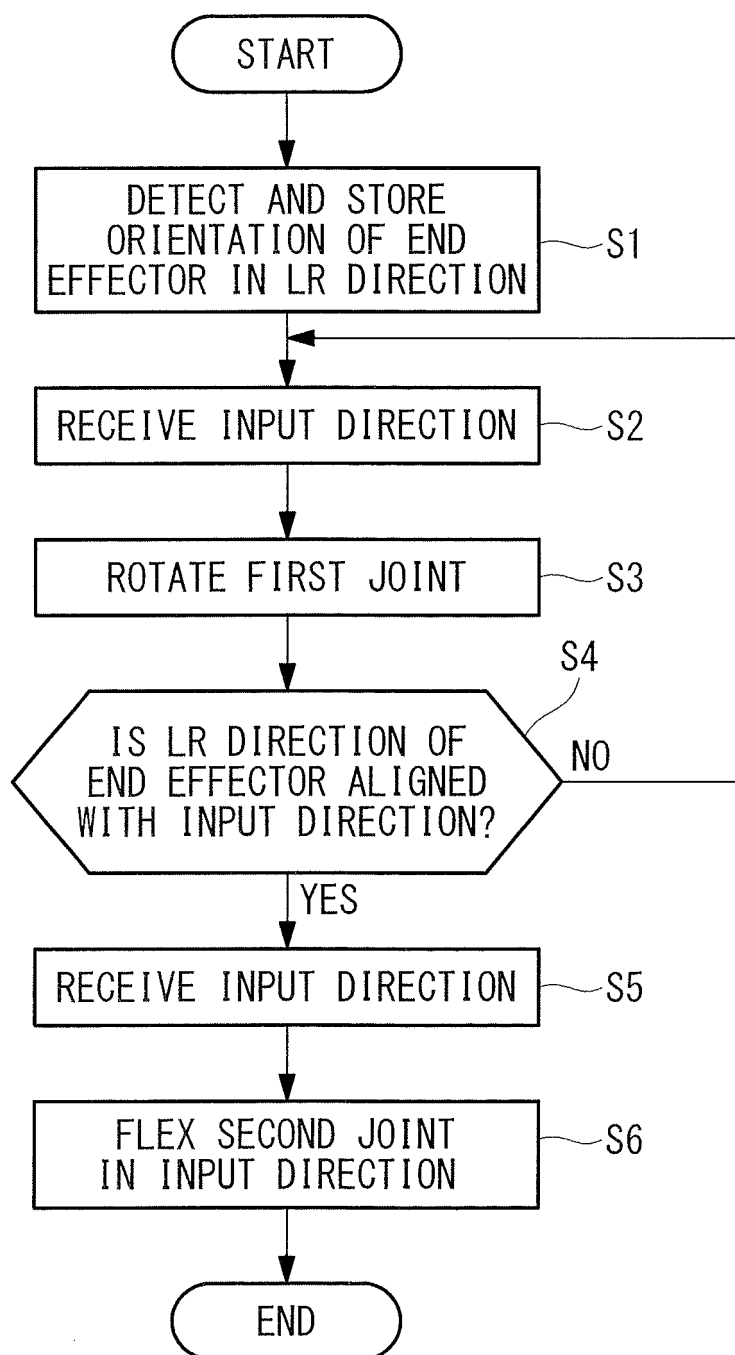 START
DETECT AND STORE
ORIENTATION OF END
EFFECTOR IN LR DIRECTION
S1
RECEIVE INPUT DIRECTION
S2
ROTATE FIRST JOINT
S3
S4
IS LR DIRECTION OF
END EFFECTOR ALIGNED
WITH INPUT DIRECTION?
NO
YES
RECEIVE INPUT DIRECTION
S5
FLEX SECOND JOINT
IN INPUT DIRECTION
S6
END